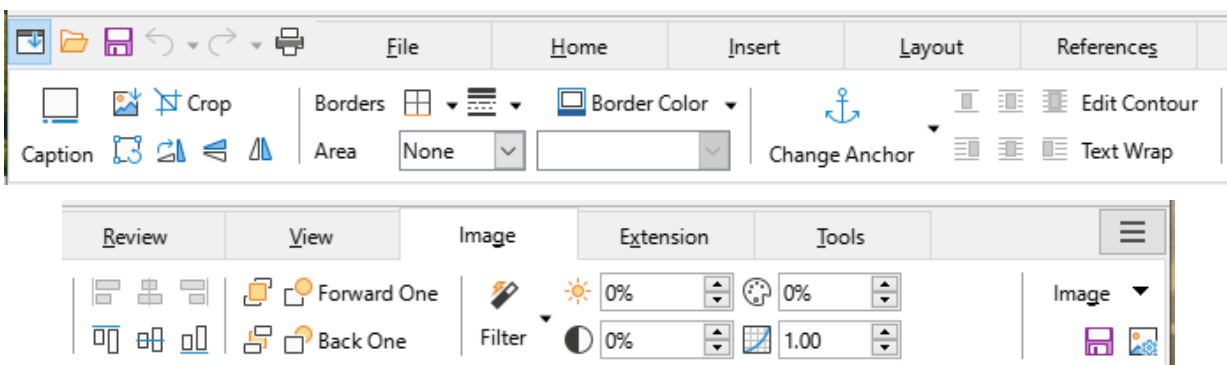 File Home Insert Layout References
Crop Borders Border Color Edit Contour
Caption Area None Change Anchor Text Wrap
Review View Image Extension Tools
Forward One 0% 0% Image
Back One Filter 0% 1.00